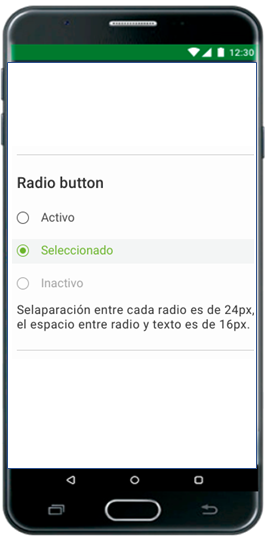 12:30
Radio button
Activo
Seleccionado
Inactivo
Selaparación entre cada radio es de 24px,
el espacio entre radio y texto es de 16px.